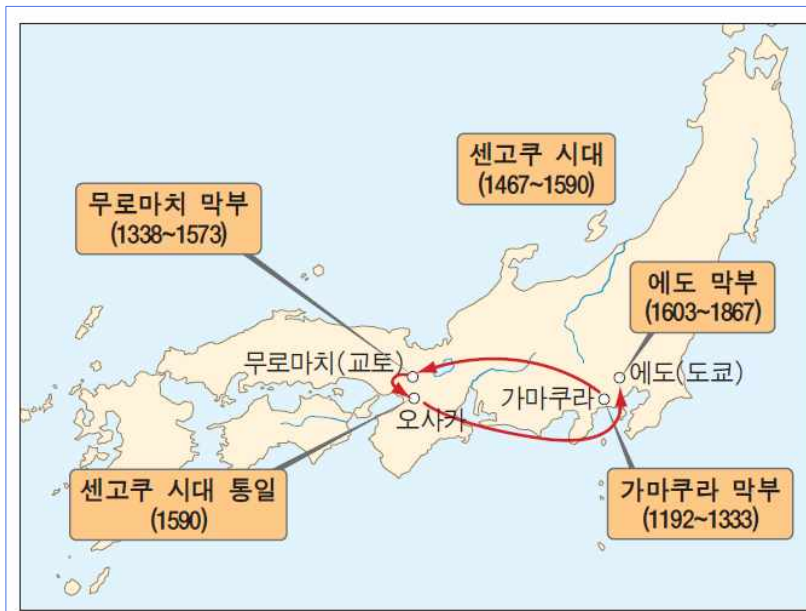 센고쿠 시대
(1467~1590)
무로마치 막부
(1338~1573)
에도 막부
(1603~1867)
무로마치(교토)
에도(도쿄)
가마쿠라
오사카
센고쿠 시대 통일
(1590)
가마쿠라 막부
(1192~1333)